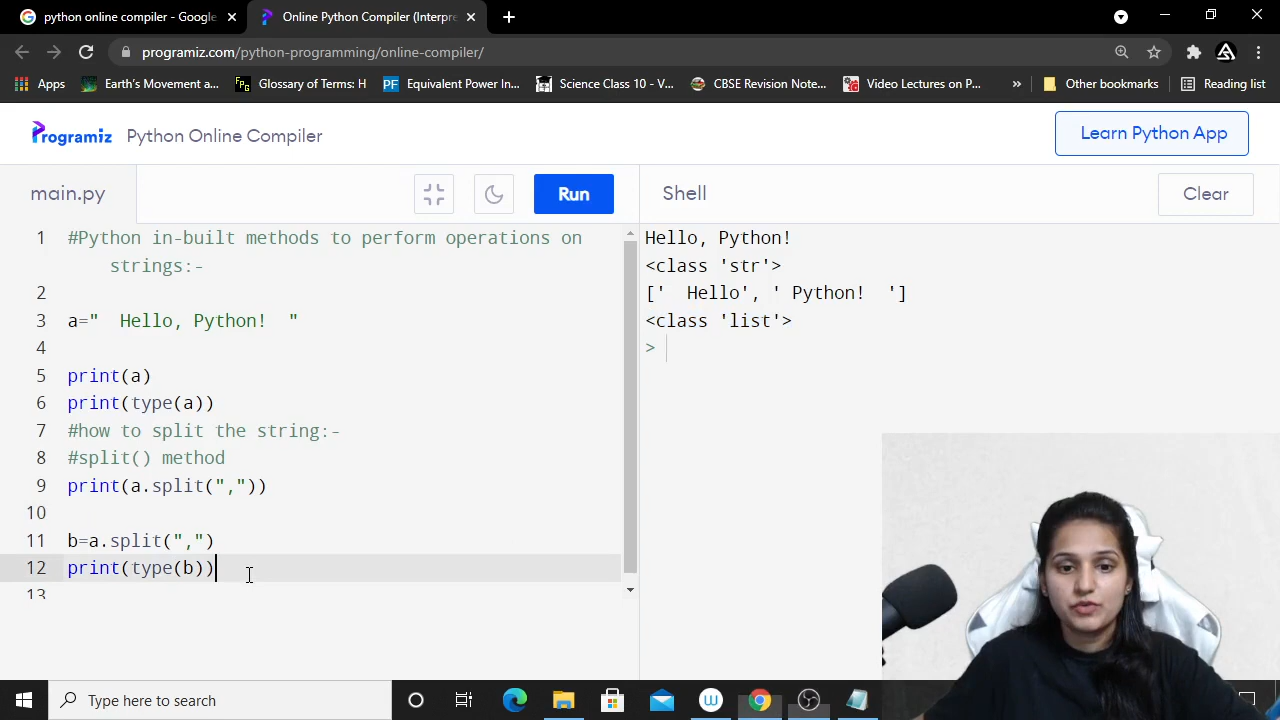 python online compiler - Google
Online Python Compiler (Interpre
programiz.com/python-programming/online-compiler/
Apps
Earth's Movement a...
FPg
Glossary of Terms: H
PF
Equivalent Power In...
Science Class 10 - V...
CBSE Revision Note...
Video Lectures on P...
»
Other bookmarks
Reading list
Programiz
Python Online Compiler
Learn Python App
main.py
Run
Shell
Clear
1 #Python in-built methods to perform operations on
strings:-
2
3 a="  Hello, Python!  "
4
5 print(a)
6 print(type(a))
7 #how to split the string:-
8 #split() method
9 print(a.split(","))
10
11 b=a.split(",")
12 print(type(b))
13
Hello, Python!
<class 'str'>
['  Hello', ' Python!  ']
<class 'list'>
>
Type here to search